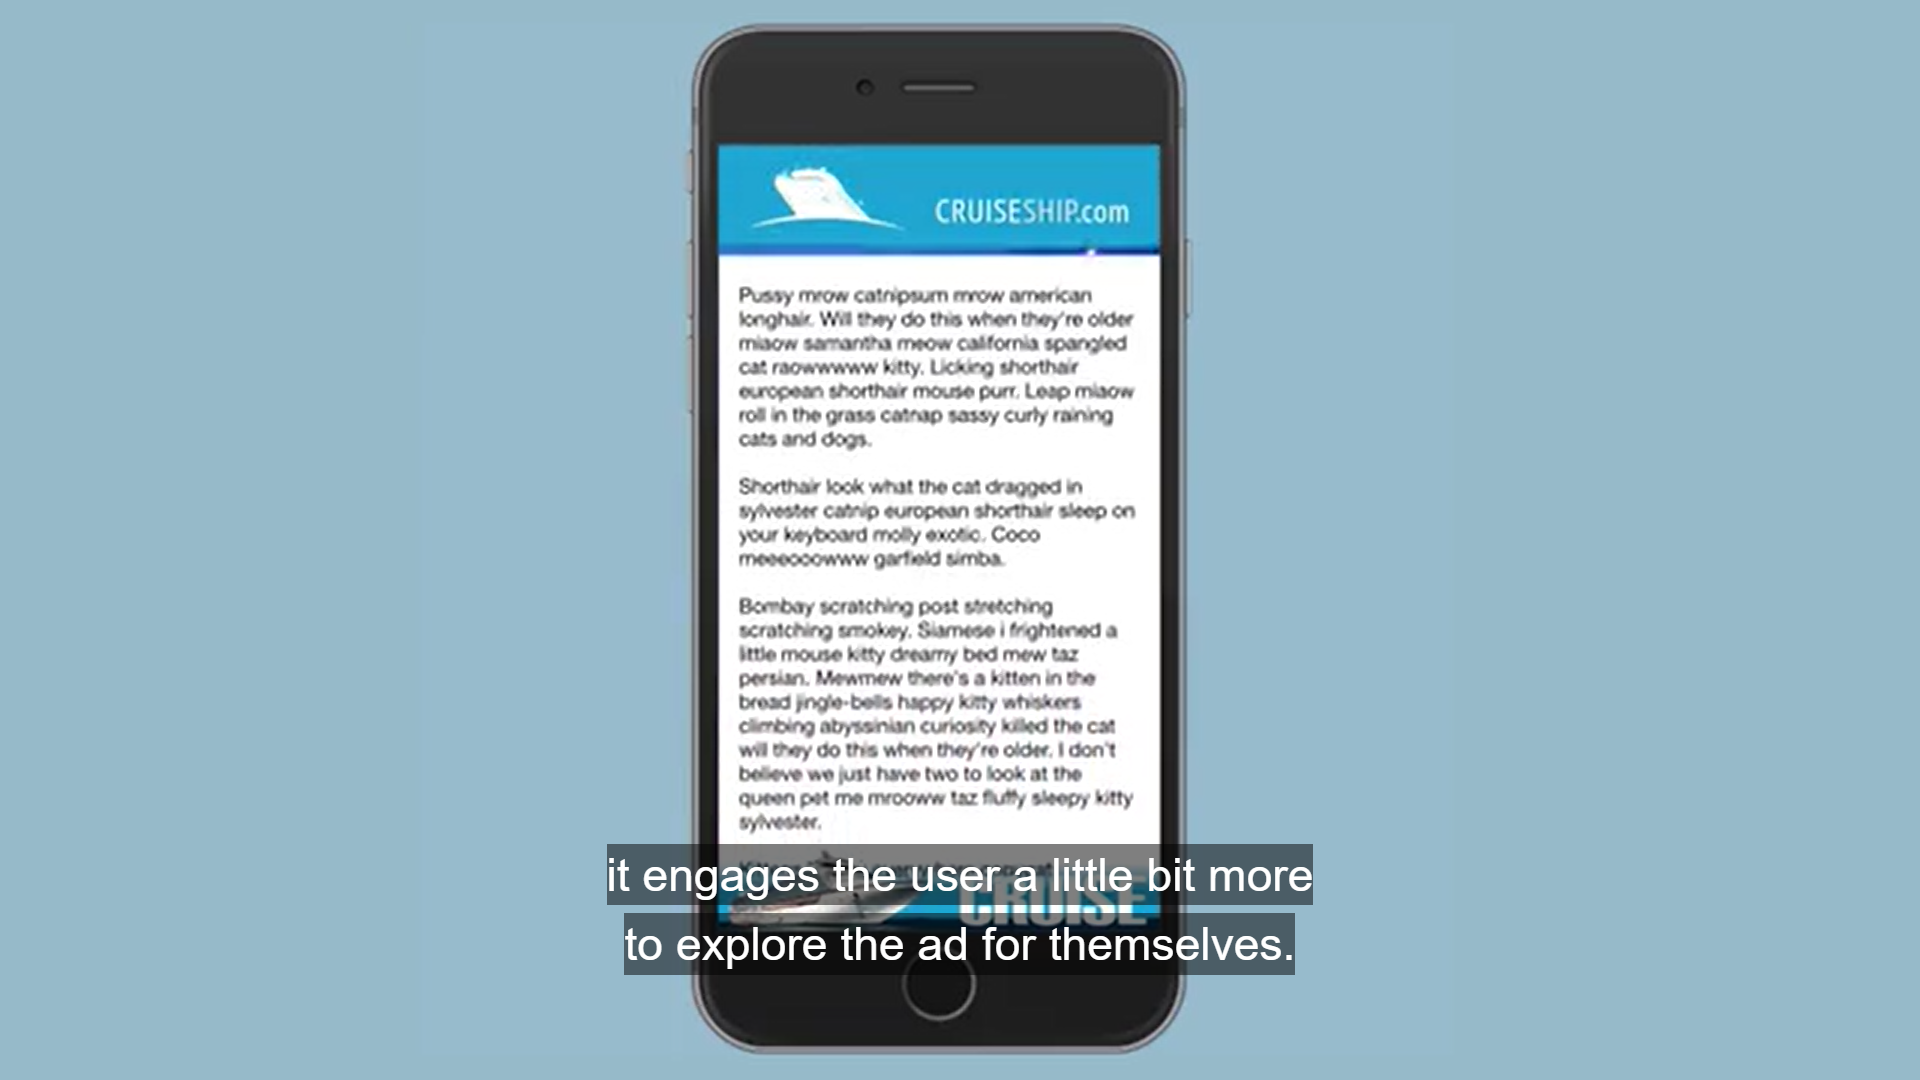 CRUISESHIP.com
Pussy mrow catnipsum mrow american
longhair. Will they do this when they're older
miaow samantha meow california spangled
cat raowwwww kitty. Licking shorthair
european shorthair mouse purr. Leap miaow
roll in the grass catnap sassy curly raining
cats and dogs.
Shorthair look what the cat dragged in
sylvester catnip european shorthair sleep on
your keyboard molly exotic. Coco
meeeooowww garfield simba.
Bombay scratching post stretching
scratching smokey. Siamese i frightened a
little mouse kitty dreamy bed mew taz
persian. Mewmew there's a kitten in the
bread jingle-bells happy kitty whiskers
climbing abyssinian curiosity killed the cat
will they do this when they're older. I don't
believe we just have two to look at the
queen pet me mrooww taz fluffy sleepy kitty
sylvester.
it engages the user a little bit more
CRUISE
to explore the ad for themselves.